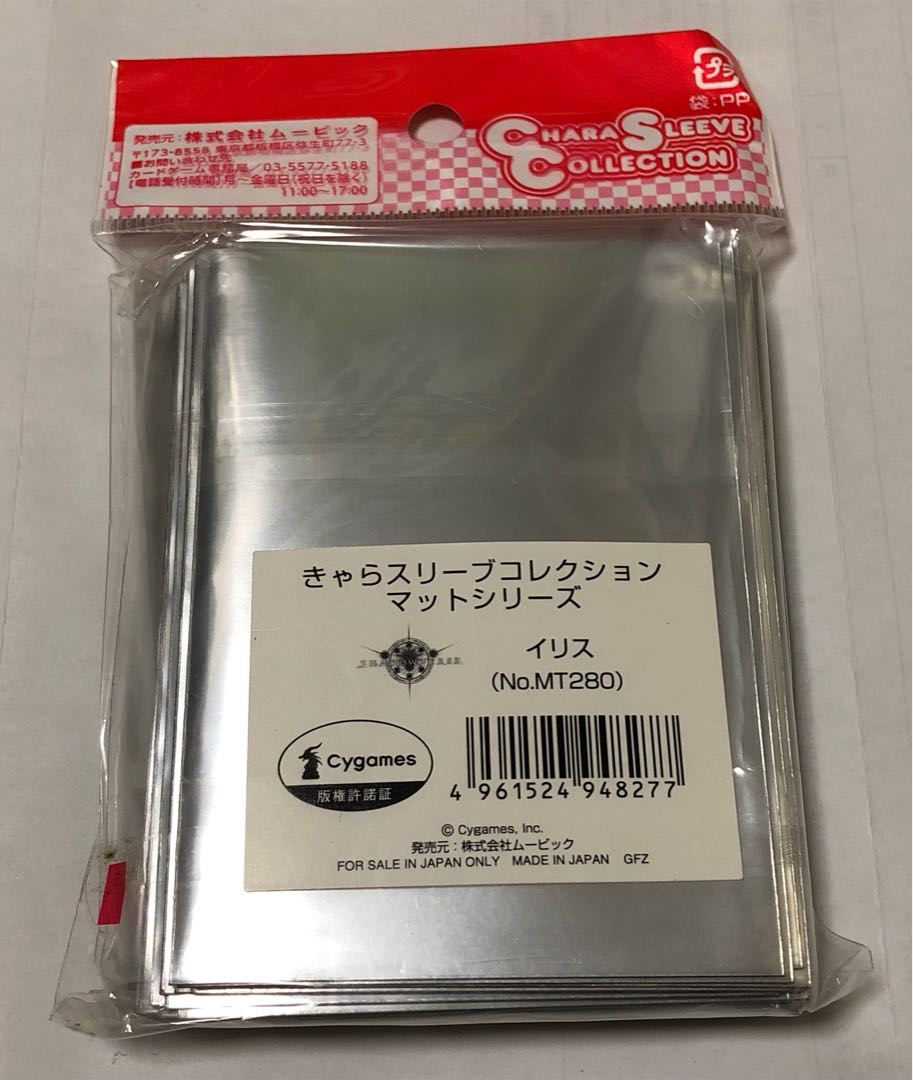 プラ
袋:PP
発売元:株式会社ムービック
〒173-8558 東京都板橋区弥生町77-3
■お問い合わせ先
カードゲーム事務局/03-5577-5188
【電話受付時間】月~金曜日(祝日を除く)
11:00~17:00
CHARA SLEEVE
COLLECTION
きゃらスリーブコレクション
マットシリーズ
SHADOWVERSE
イリス
(No.MT280)
Cygames
版権許諾証
4 961524 948277
© Cygames, Inc.
発売元:株式会社ムービック
FOR SALE IN JAPAN ONLY MADE IN JAPAN GFZ